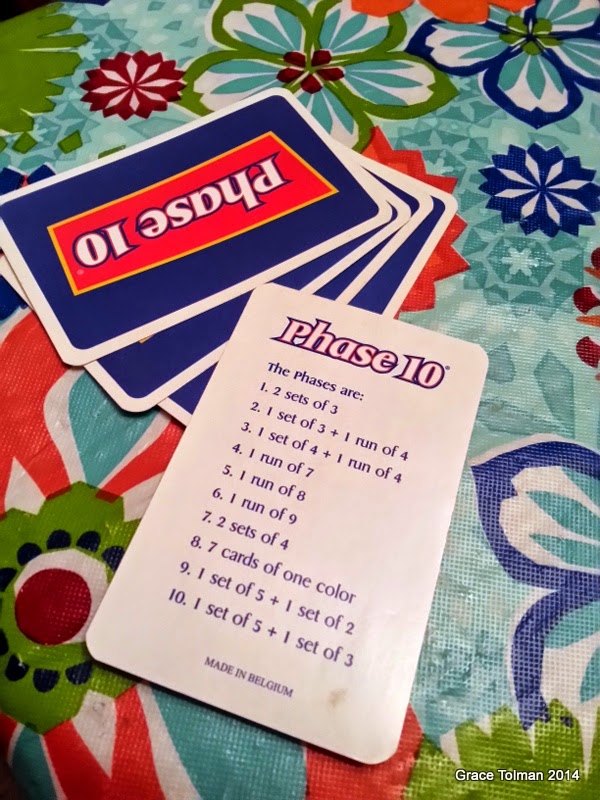 Phase 10
Phase 10®
The Phases are:
1. 2 sets of 3
2. 1 set of 3 + 1 run of 4
3. 1 set of 4 + 1 run of 4
4. 1 run of 7
5. 1 run of 8
6. 1 run of 9
7. 2 sets of 4
8. 7 cards of one color
9. 1 set of 5 + 1 set of 2
10. 1 set of 5 + 1 set of 3
MADE IN BELGIUM
Grace Tolman 2014